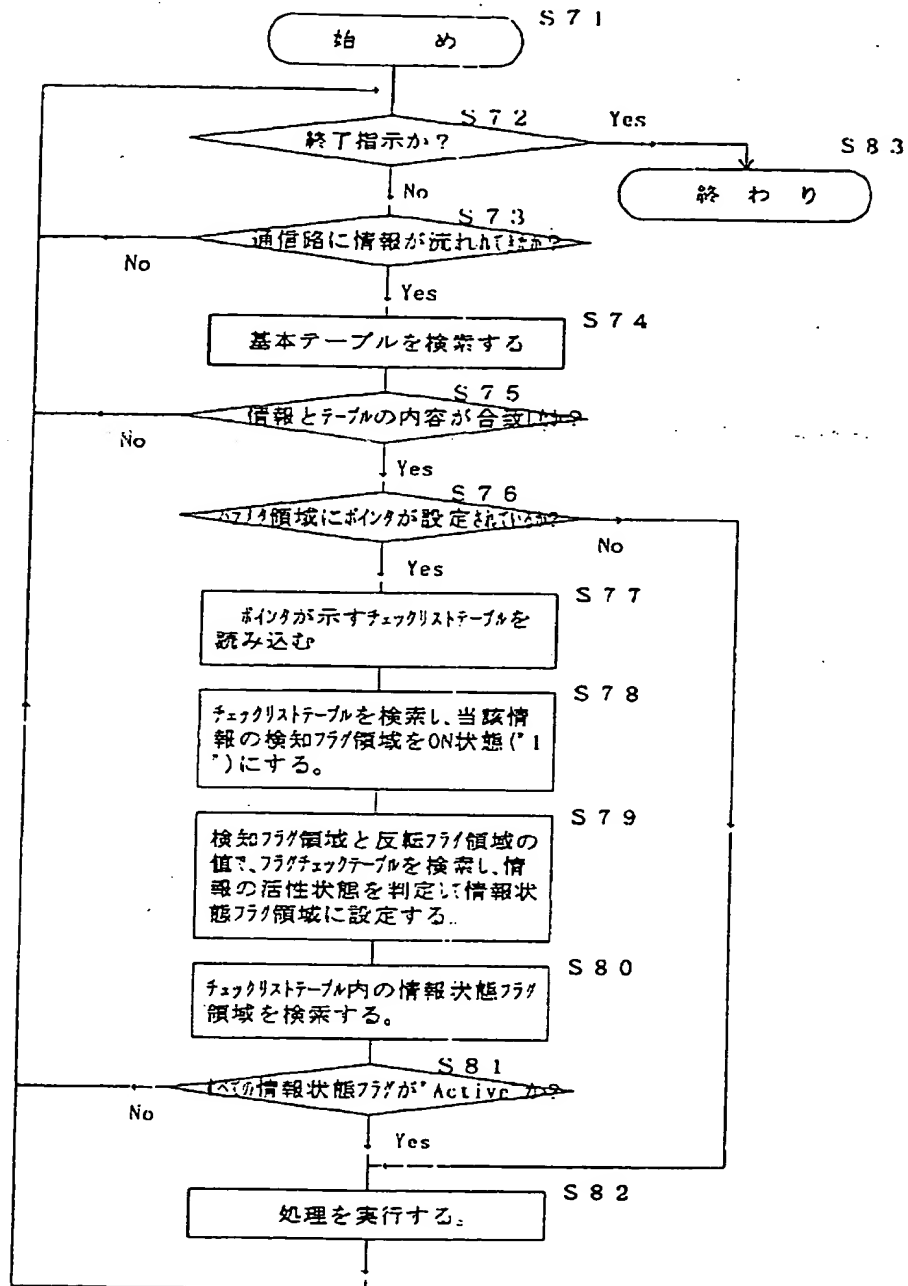 S71
始 め
S72
終了指示か?
Yes
S83
終 わ り
No
S73
通信路に情報が流れてきたか?
No
Yes
S74
基本テーブルを検索する
S75
情報とテーブルの内容が合致したか?
No
Yes
S76
領域にポインタが設定されているか?
No
Yes
S77
ポインタが示すチェックリストテーブルを
読み込む
S78
チェックリストテーブルを検索し、当該情
報の検知フラグ領域をON状態("1
")にする。
S79
検知フラグ領域と反転フラグ領域の
値で、フラグチェックテーブルを検索し、情
報の活性状態を判定して情報状
態フラグ領域に設定する。
S80
チェックリストテーブル内の情報状態フラグ
領域を検索する。
S81
すべての情報状態フラグが"Activeか?
No
Yes
S82
処理を実行する。